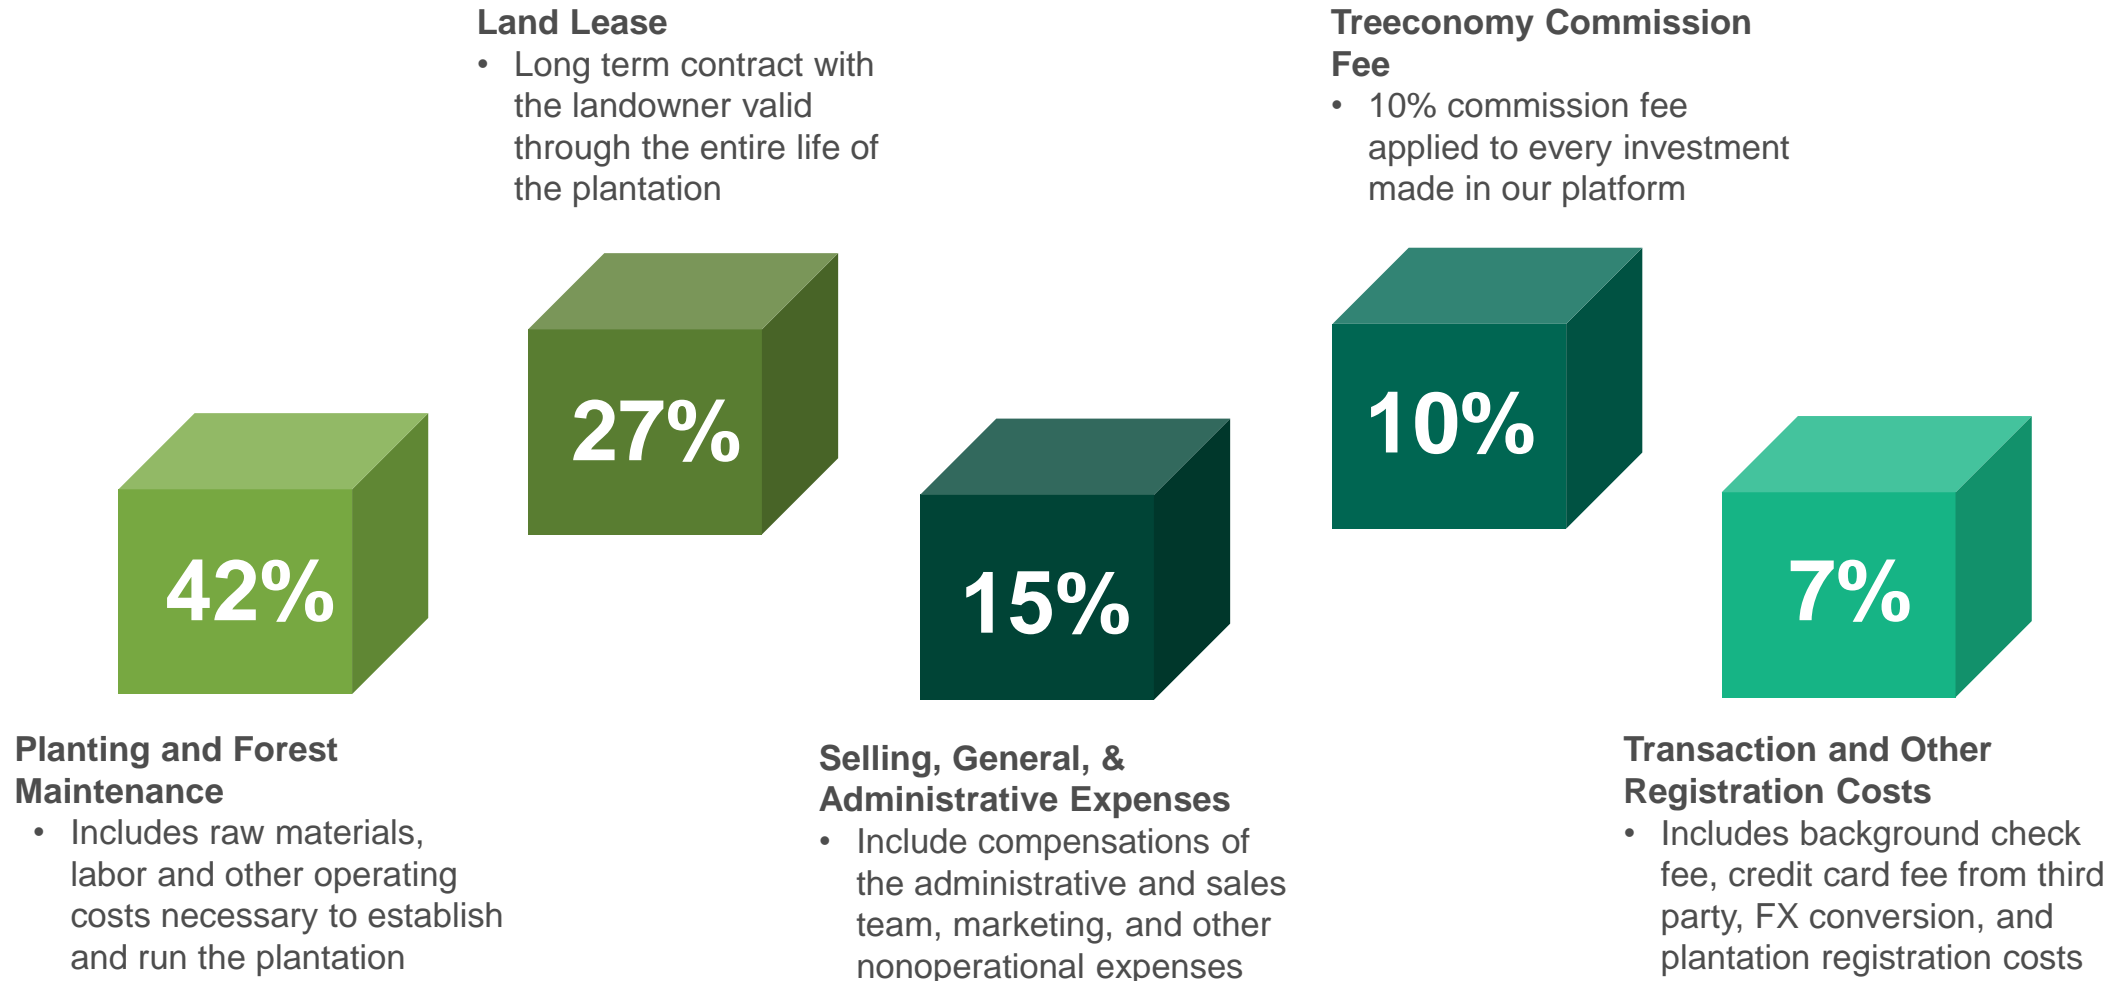 Land Lease
• Long term contract with
the landowner valid
through the entire life of
the plantation
Treeconomy Commission
Fee
• 10% commission fee
applied to every investment
made in our platform
42%
27%
15%
10%
7%
Planting and Forest
Maintenance
• Includes raw materials,
labor and other operating
costs necessary to establish
and run the plantation
Selling, General, &
Administrative Expenses
• Include compensations of
the administrative and sales
team, marketing, and other
nonoperational expenses
Transaction and Other
Registration Costs
• Includes background check
fee, credit card fee from third
party, FX conversion, and
plantation registration costs